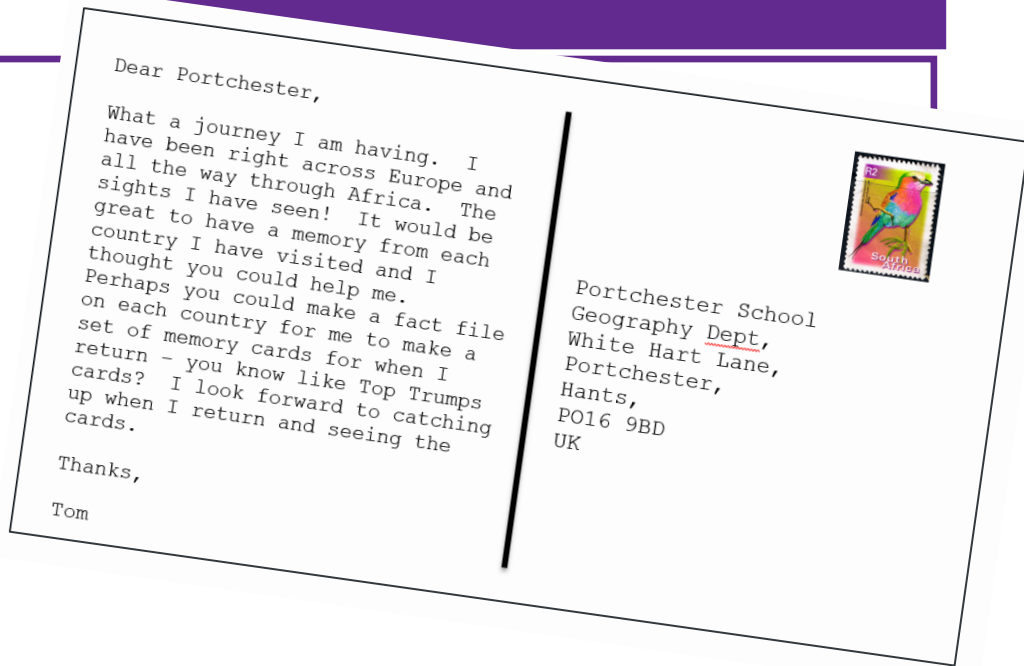 Dear Portchester,
What a journey I am having.  I
have been right across Europe and
all the way through Africa.  The
sights I have seen!  It would be
great to have a memory from each
country I have visited and I
thought you could help me.
Perhaps you could make a fact file
on each country for me to make a
set of memory cards for when I
return – you know like Top Trumps
cards?  I look forward to catching
up when I return and seeing the
cards.
Thanks,
Tom
R2
South
Africa
Portchester School
Geography Dept,
White Hart Lane,
Portchester,
Hants,
PO16 9BD
UK